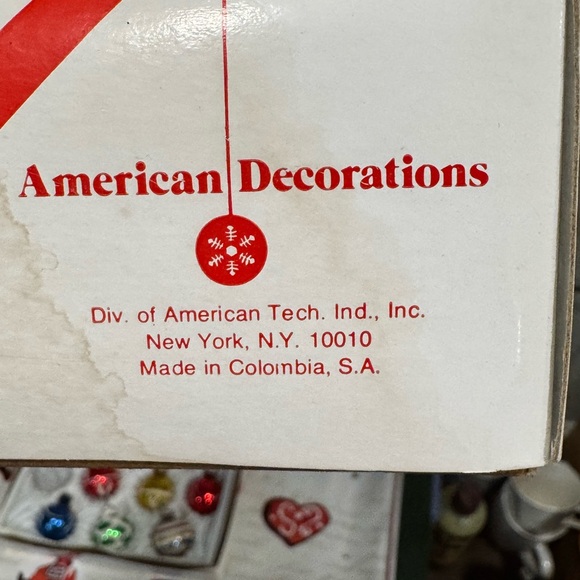 American Decorations
Div. of American Tech. Ind., Inc.
New York, N.Y. 10010
Made in Colombia, S.A.